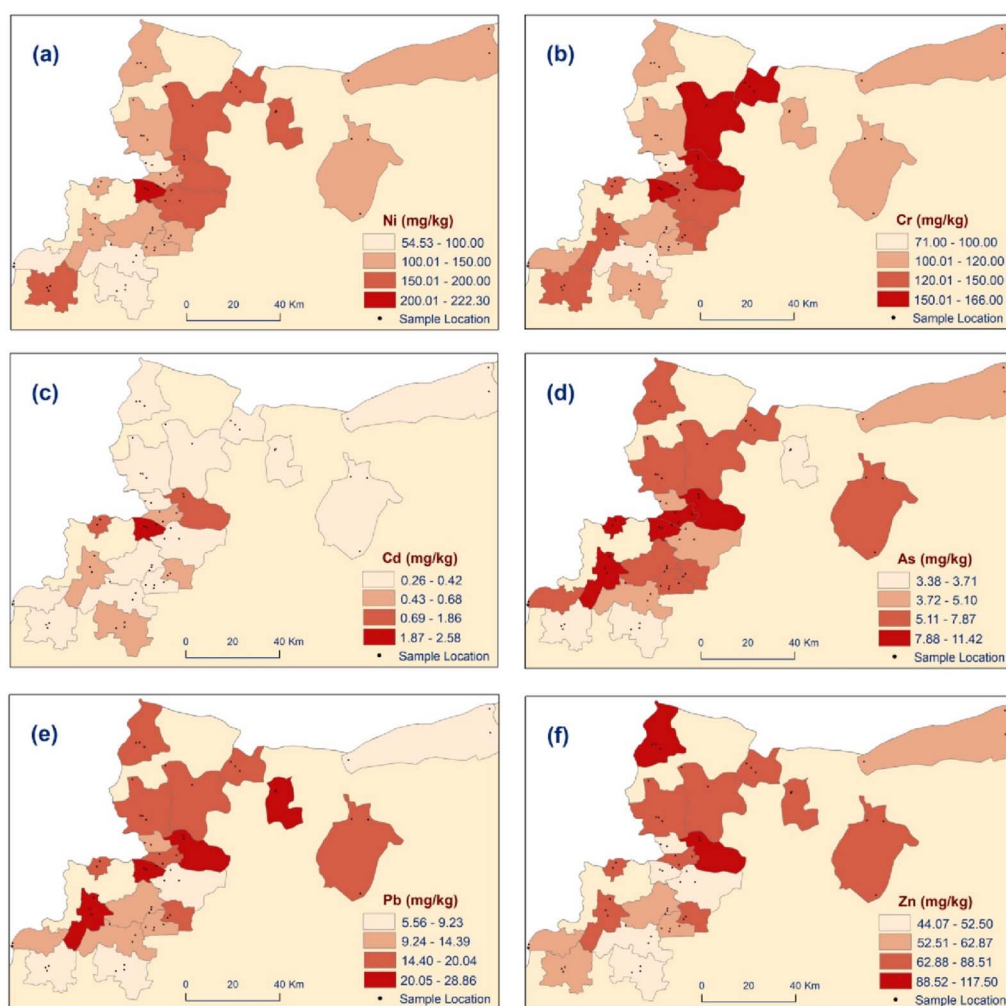 (a)
Ni (mg/kg)
54.53 - 100.00
100.01 - 150.00
150.01 - 200.00
200.01 - 222.30
Sample Location
0 20 40 Km
(b)
Cr (mg/kg)
71.00 - 100.00
100.01 - 120.00
120.01 - 150.00
150.01 - 166.00
Sample Location
0 20 40 Km
(c)
Cd (mg/kg)
0.26 - 0.42
0.43 - 0.68
0.69 - 1.86
1.87 - 2.58
Sample Location
0 20 40 Km
(d)
As (mg/kg)
3.38 - 3.71
3.72 - 5.10
5.11 - 7.87
7.88 - 11.42
Sample Location
0 20 40 Km
(e)
Pb (mg/kg)
5.56 - 9.23
9.24 - 14.39
14.40 - 20.04
20.05 - 28.86
Sample Location
0 20 40 Km
(f)
Zn (mg/kg)
44.07 - 52.50
52.51 - 62.87
62.88 - 88.51
88.52 - 117.50
Sample Location
0 20 40 Km